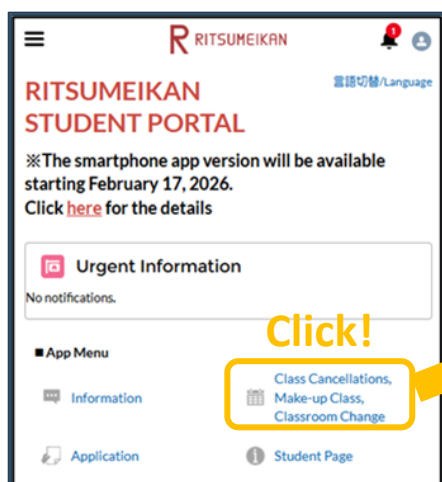 RITSUMEIKAN
言語切替/Language
RITSUMEIKAN
STUDENT PORTAL
※The smartphone app version will be available
starting February 17, 2026.
Click here for the details
Urgent Information
No notifications.
Click!
■App Menu
Information
Class Cancellations,
Make-up Class,
Classroom Change
Application
Student Page